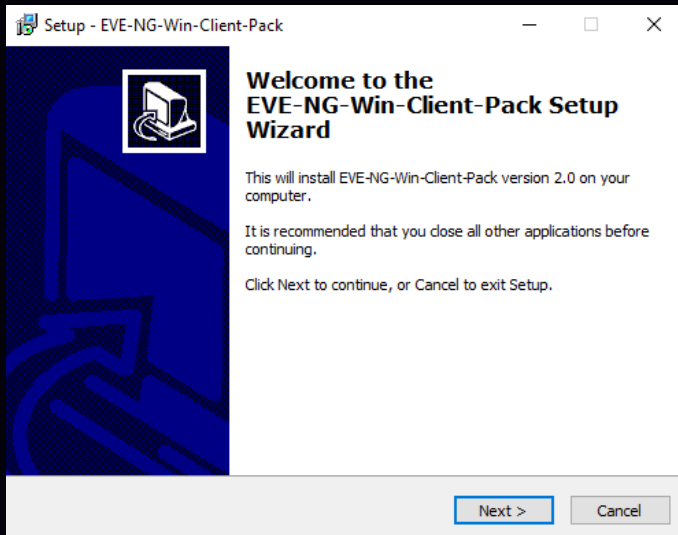 Setup - EVE-NG-Win-Client-Pack
Welcome to the
EVE-NG-Win-Client-Pack Setup
Wizard
This will install EVE-NG-Win-Client-Pack version 2.0 on your
computer.
It is recommended that you close all other applications before
continuing.
Click Next to continue, or Cancel to exit Setup.
Next >
Cancel